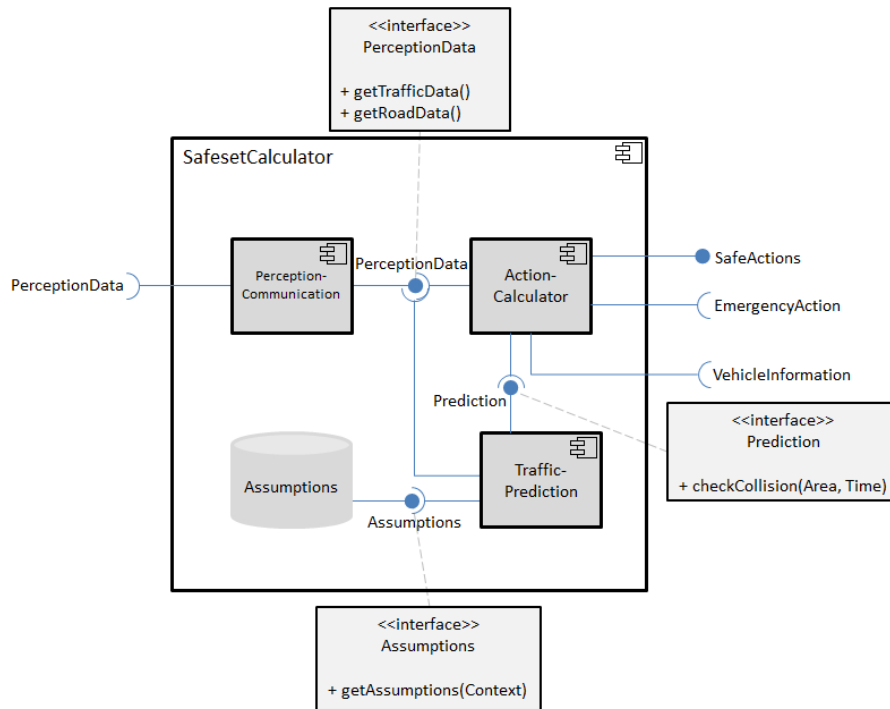 <<interface>>
PerceptionData
+ getTrafficData()
+ getRoadData()
SafesetCalculator
PerceptionData
Perception-
Communication
PerceptionData
Action-
Calculator
SafeActions
EmergencyAction
VehicleInformation
Prediction
<<interface>>
Prediction
+ checkCollision(Area, Time)
Assumptions
Assumptions
Traffic-
Prediction
<<interface>>
Assumptions
+ getAssumptions(Context)